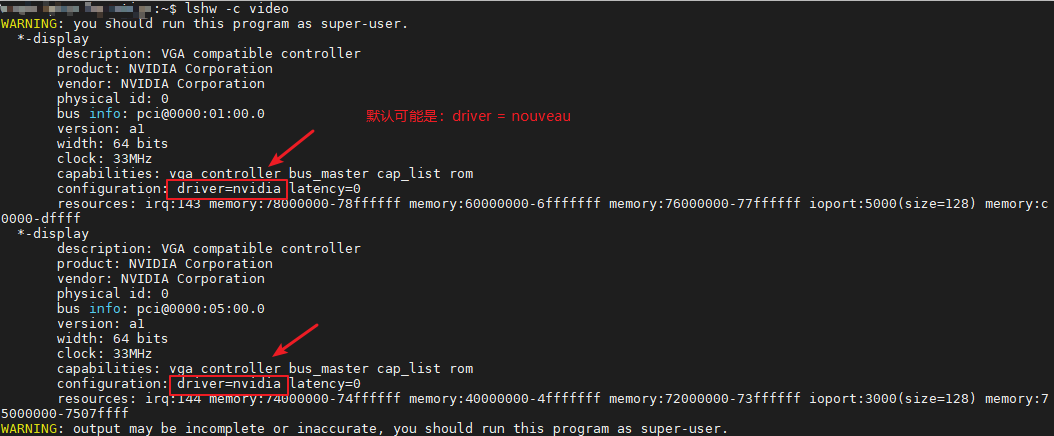 :~$ lshw -c video
WARNING: you should run this program as super-user.
*-display
description: VGA compatible controller
product: NVIDIA Corporation
vendor: NVIDIA Corporation
physical id: 0
bus info: pci@0000:01:00.0
默认可能是：driver = nouveau
version: a1
width: 64 bits
clock: 33MHz
capabilities: vga_controller bus_master cap_list rom
configuration: driver=nvidia latency=0
resources: irq:143 memory:78000000-78ffffff memory:60000000-6fffffff memory:76000000-77ffffff ioport:5000(size=128) memory:c
0000-dffff
*-display
description: VGA compatible controller
product: NVIDIA Corporation
vendor: NVIDIA Corporation
physical id: 0
bus info: pci@0000:05:00.0
version: a1
width: 64 bits
clock: 33MHz
capabilities: vga_controller bus_master cap_list rom
configuration: driver=nvidia latency=0
resources: irq:144 memory:74000000-74ffffff memory:40000000-4fffffff memory:72000000-73ffffff ioport:3000(size=128) memory:7
5000000-7507ffff
WARNING: output may be incomplete or inaccurate, you should run this program as super-user.